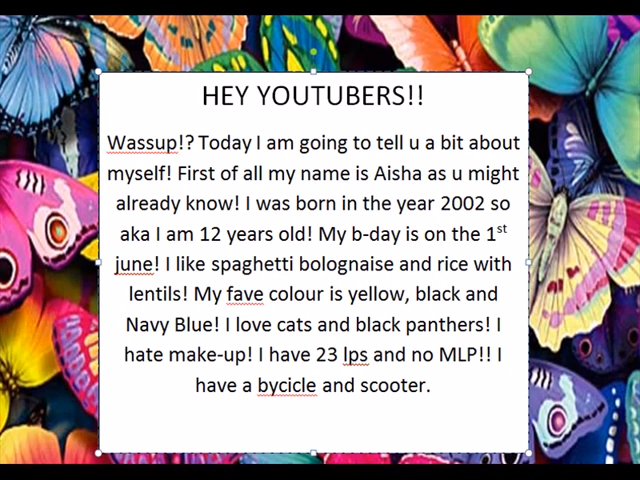 HEY YOUTUBERS!!
Wassup!? Today I am going to tell u a bit about
myself! First of all my name is Aisha as u might
already know! I was born in the year 2002 so
aka I am 12 years old! My b-day is on the 1st
june! I like spaghetti bolognaise and rice with
lentils! My fave colour is yellow, black and
Navy Blue! I love cats and black panthers! I
hate make-up! I have 23 lps and no MLP!! I
have a bycicle and scooter.